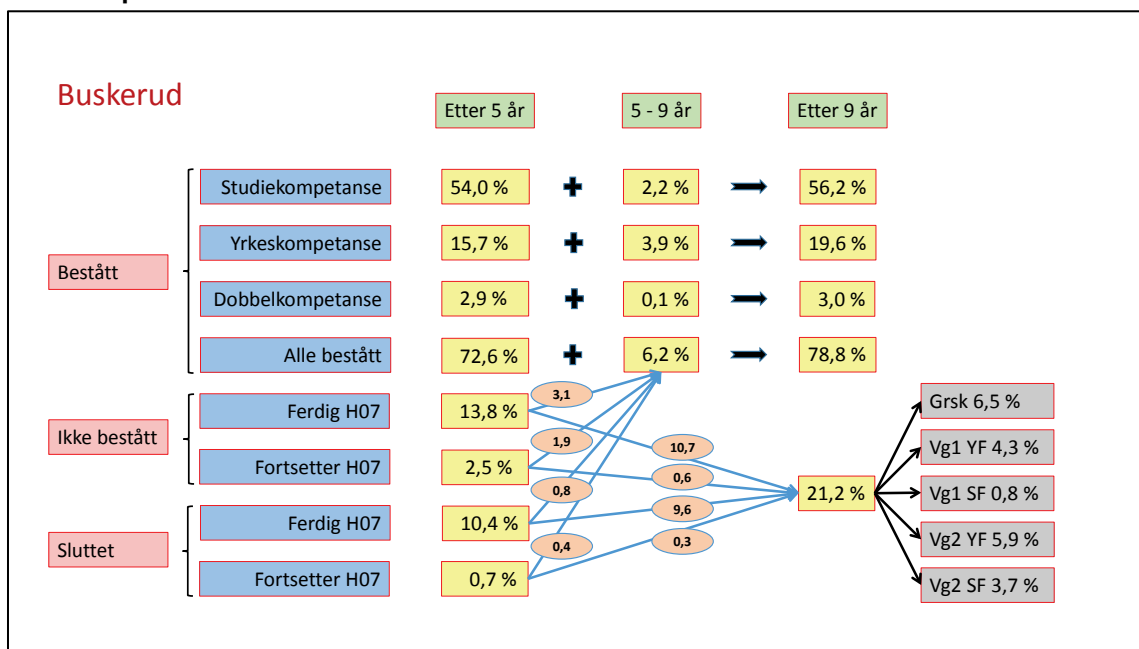 Buskerud
Etter 5 år
5 - 9 år
Etter 9 år
Bestått
Studiekompetanse
54,0 %
2,2 %
56,2 %
Yrkeskompetanse
15,7 %
3,9 %
19,6 %
Dobbelkompetanse
2,9 %
0,1 %
3,0 %
Alle bestått
72,6 %
6,2 %
78,8 %
Ikke bestått
Ferdig H07
13,8 %
3,1
10,7
Fortsetter H07
2,5 %
1,9
0,6
Sluttet
Ferdig H07
10,4 %
0,8
9,6
Fortsetter H07
0,7 %
0,4
0,3
21,2 %
Grsk 6,5 %
Vg1 YF 4,3 %
Vg1 SF 0,8 %
Vg2 YF 5,9 %
Vg2 SF 3,7 %